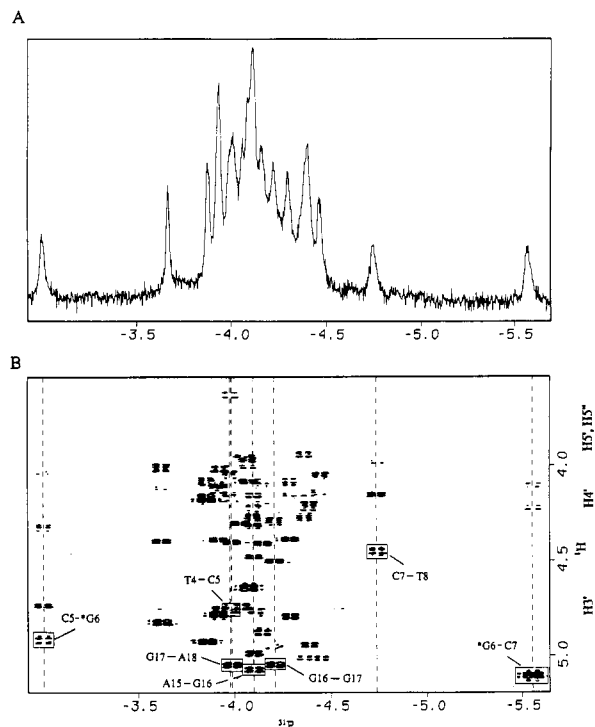 A
-3.5 -4.0 -4.5 -5.0 -5.5
B
H5', H5"
4.0
H4'
¹H
4.5
T4-C5
C7-T8
H3'
C5-*G6
G17-A18
G16-G17
*G6-C7
A15-G16
5.0
-3.5 -4.0 -4.5 -5.0 -5.5
³¹P